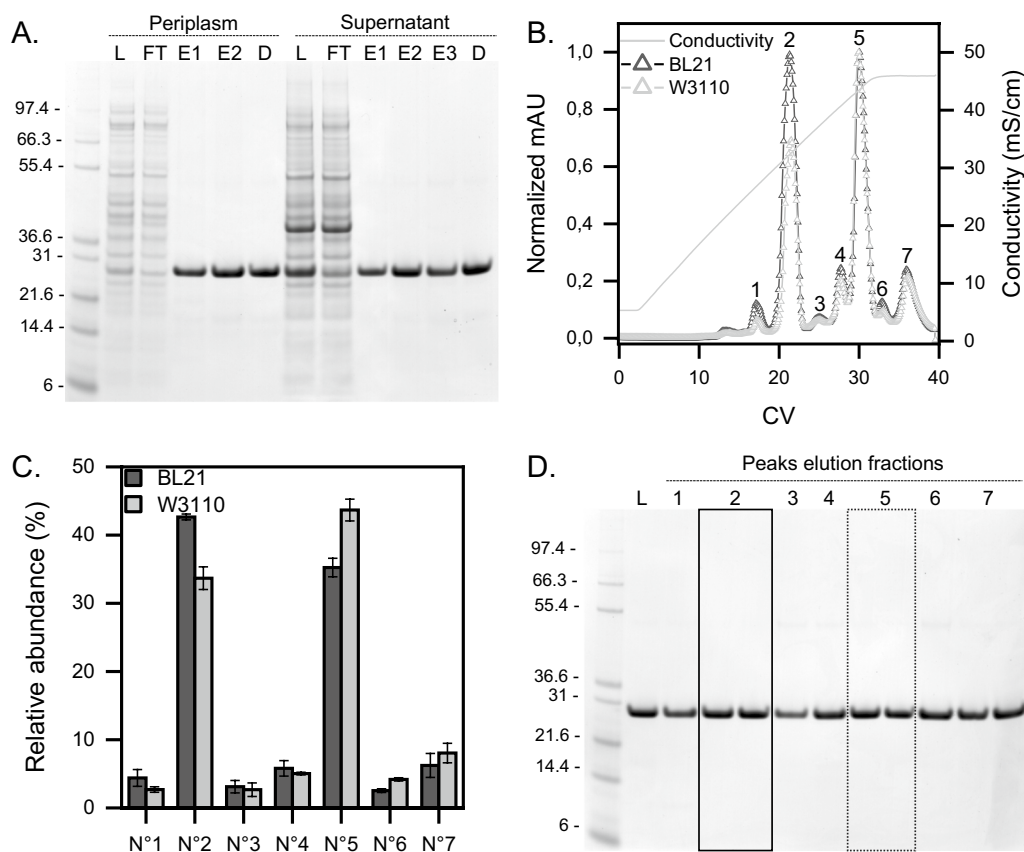 A.
Periplasm Supernatant
L FT E1 E2 D L FT E1 E2 E3 D
97.4 -
66.3 -
55.4 -
36.6 -
31 -
21.6 -
14.4 -
6 -
B.
Conductivity
BL21
W3110
1 2 3 4 5 6 7
Normalized mAU
1,0
0,8
0,6
0,4
0,2
0,0
Conductivity (mS/cm)
50
40
30
20
10
0
0 10 20 30 40
CV
C.
BL21
W3110
Relative abundance (%)
50
40
30
20
10
0
N°1 N°2 N°3 N°4 N°5 N°6 N°7
D.
Peaks elution fractions
L 1 2 3 4 5 6 7
97.4 -
66.3 -
55.4 -
36.6 -
31 -
21.6 -
14.4 -
6 -